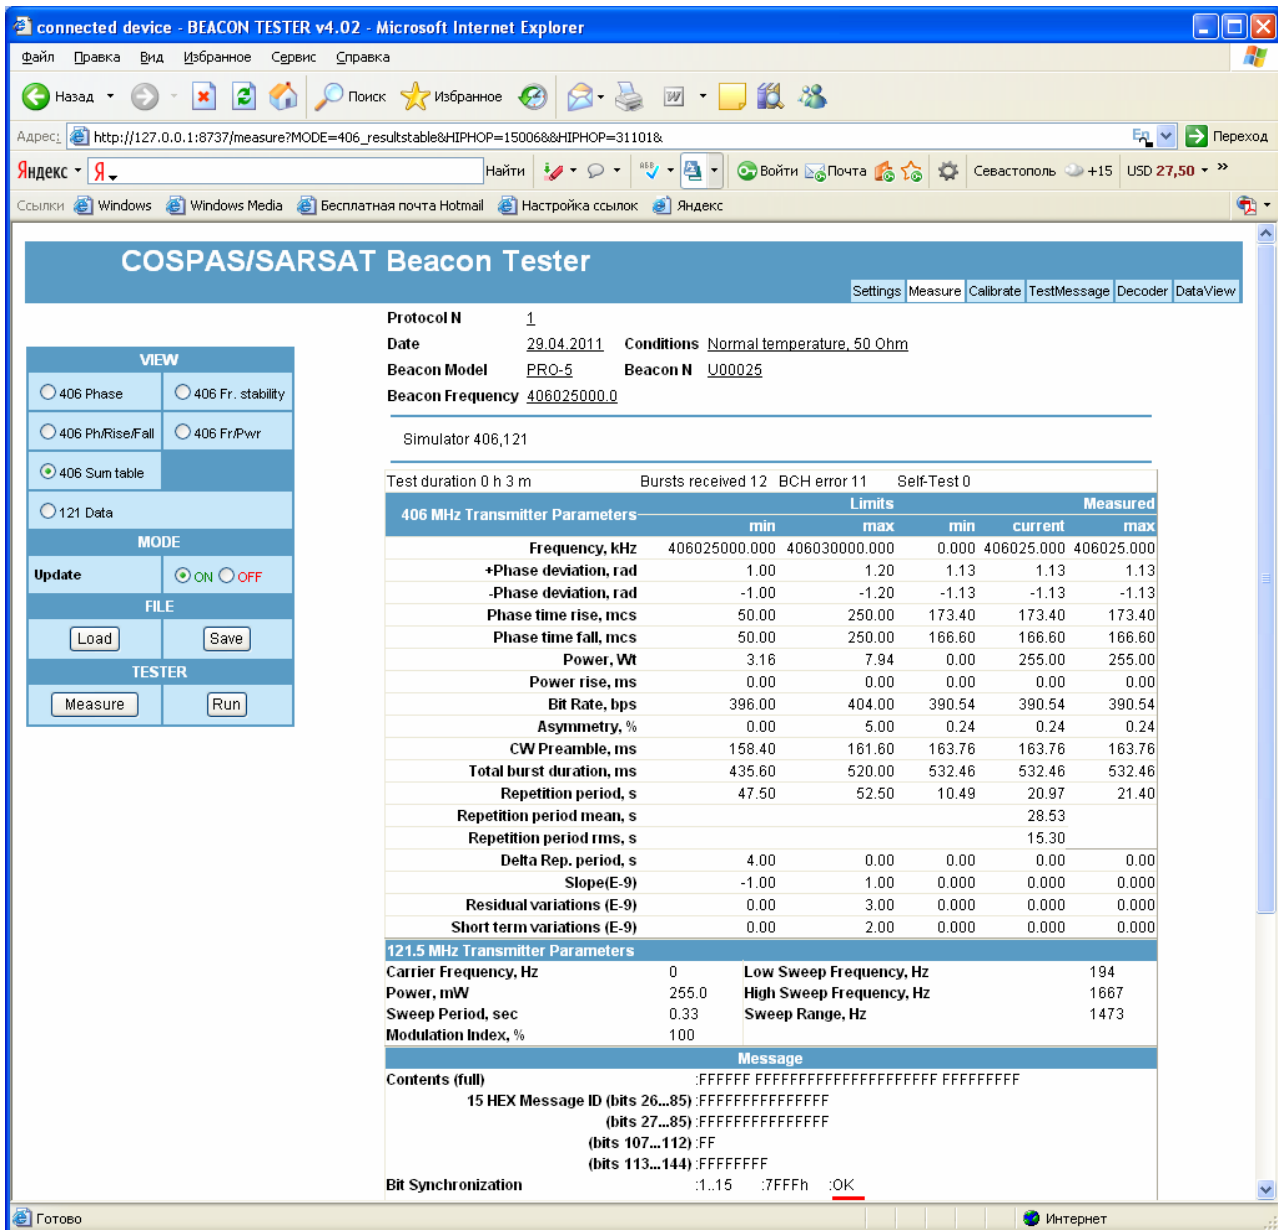 connected device - BEACON TESTER v4.02 - Microsoft Internet Explorer
Файл Правка Вид Избранное Сервис Справка
Назад Поиск Избранное
Адрес: http://127.0.0.1:8737/measure?MODE=406_resultstable&HIPHOP=15006&&HIPHOP=31101& Переход
Яндекс Я Найти Войти Почта Севастополь +15 USD 27,50 »
Ссылки Windows Windows Media Бесплатная почта Hotmail Настройка ссылок Яндекс
COSPAS/SARSAT Beacon Tester
Settings Measure Calibrate TestMessage Decoder DataView
Protocol N 1
Date 29.04.2011 Conditions Normal temperature, 50 Ohm
Beacon Model PRO-5 Beacon N U00025
Beacon Frequency 406025000.0
Simulator 406,121
VIEW
406 Phase 406 Fr. stability
406 Ph/Rise/Fall 406 Fr/Pwr
406 Sum table
121 Data
MODE
Update ON OFF
FILE
Load Save
TESTER
Measure Run
Test duration 0 h 3 m Bursts received 12 BCH error 11 Self-Test 0
406 MHz Transmitter Parameters Limits Measured
min max min current max
Frequency, kHz 406025000.000 406030000.000 0.000 406025.000 406025.000
+Phase deviation, rad 1.00 1.20 1.13 1.13 1.13
-Phase deviation, rad -1.00 -1.20 -1.13 -1.13 -1.13
Phase time rise, mcs 50.00 250.00 173.40 173.40 173.40
Phase time fall, mcs 50.00 250.00 166.60 166.60 166.60
Power, Wt 3.16 7.94 0.00 255.00 255.00
Power rise, ms 0.00 0.00 0.00 0.00 0.00
Bit Rate, bps 396.00 404.00 390.54 390.54 390.54
Asymmetry, % 0.00 5.00 0.24 0.24 0.24
CW Preamble, ms 158.40 161.60 163.76 163.76 163.76
Total burst duration, ms 435.60 520.00 532.46 532.46 532.46
Repetition period, s 47.50 52.50 10.49 20.97 21.40
Repetition period mean, s 28.53
Repetition period rms, s 15.30
Delta Rep. period, s 4.00 0.00 0.00 0.00 0.00
Slope(E-9) -1.00 1.00 0.000 0.000 0.000
Residual variations (E-9) 0.00 3.00 0.000 0.000 0.000
Short term variations (E-9) 0.00 2.00 0.000 0.000 0.000
121.5 MHz Transmitter Parameters
Carrier Frequency, Hz 0 Low Sweep Frequency, Hz 194
Power, mW 255.0 High Sweep Frequency, Hz 1667
Sweep Period, sec 0.33 Sweep Range, Hz 1473
Modulation Index, % 100
Message
Contents (full) :FFFFFF FFFFFFFFFFFFFFFFFFFFF FFFFFFFFF
15 HEX Message ID (bits 26...85) :FFFFFFFFFFFFFFF
(bits 27...85) :FFFFFFFFFFFFFFF
(bits 107...112) :FF
(bits 113...144) :FFFFFFFF
Bit Synchronization :1..15 :7FFFh :OK
Готово Интернет